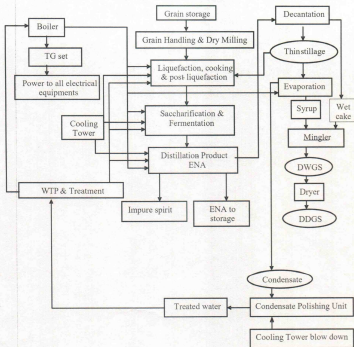 Grain storage
Decantation
Boiler
Grain Handling & Dry Milling
Thinstillage
TG set
Liquefaction, cooking
& post liquefaction
Power to all electrical
equipments
Evaporation
Syrup
Wet
cake
Cooling
Tower
Saccharification &
Fermentation
Mingler
Distillation Product
ENA
DWGS
WTP & Treatment
Dryer
Impure spirit
ENA to
storage
DDGS
Condensate
Treated water
Condensate Polishing Unit
Cooling Tower blow down